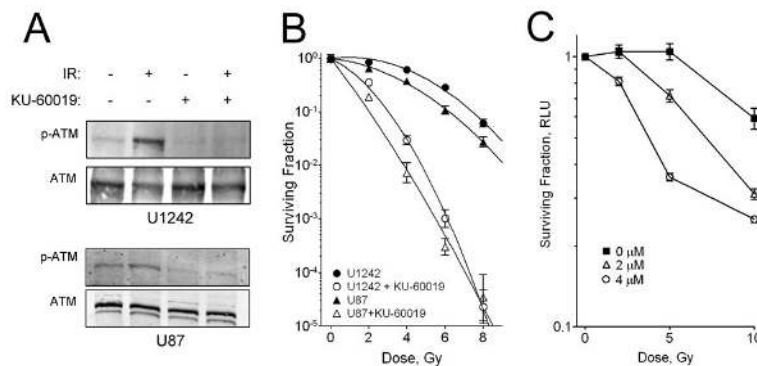 A
IR: - + - +
KU-60019: - - + +
p-ATM
ATM
U1242
p-ATM
ATM
U87
B
Surviving Fraction
10⁰
10⁻¹
10⁻²
10⁻³
10⁻⁴
10⁻⁵
U1242
U1242 + KU-60019
U87
U87+KU-60019
0 2 4 6 8
Dose, Gy
C
Surviving Fraction, RLU
1
0.1
0 μM
2 μM
4 μM
0 5 10
Dose, Gy